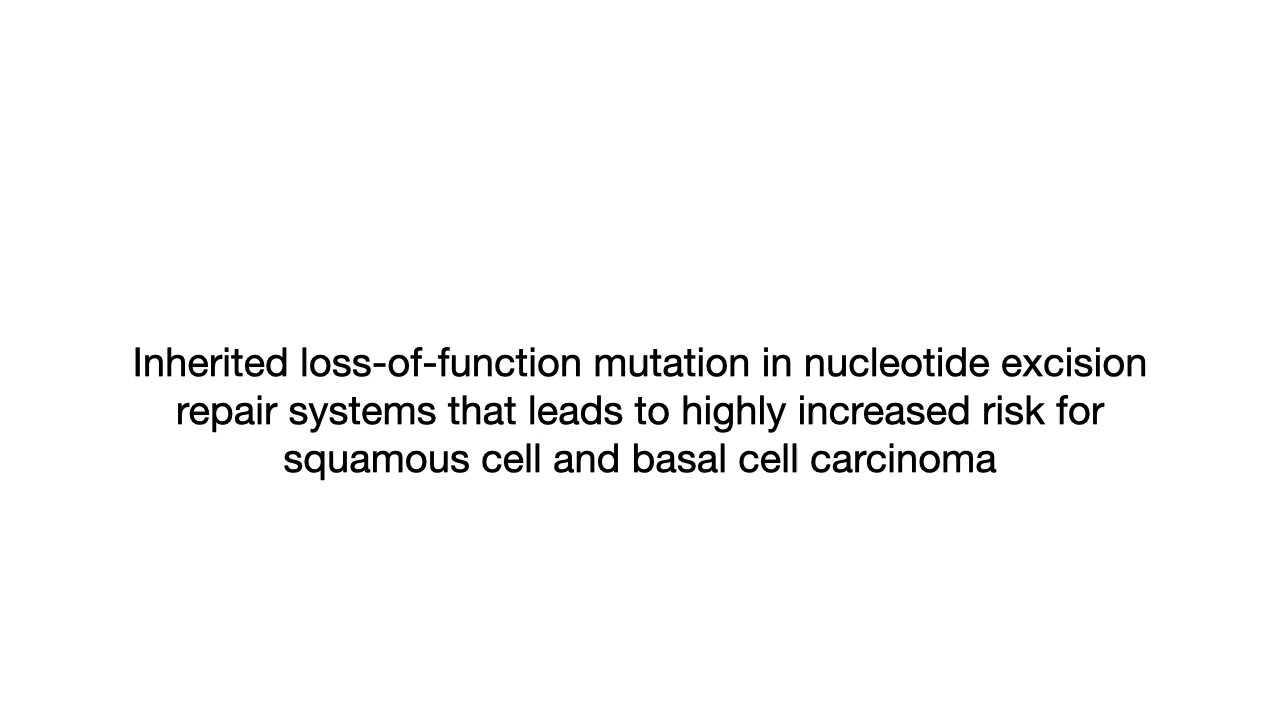 Inherited loss-of-function mutation in nucleotide excision
repair systems that leads to highly increased risk for
squamous cell and basal cell carcinoma